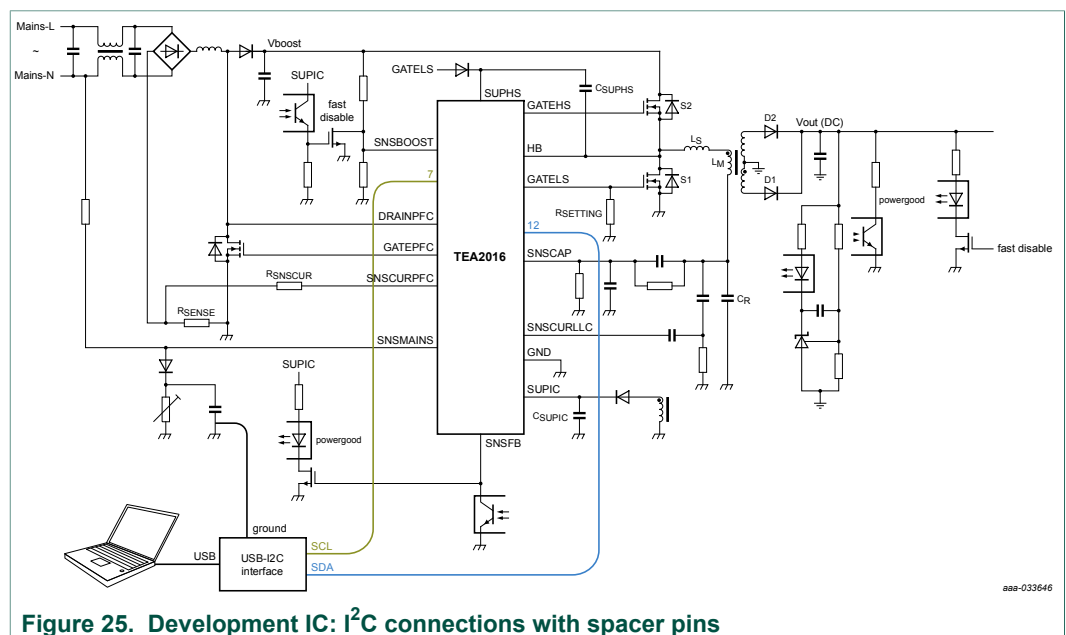 Mains-L
~
Mains-N
Vboost
GATELS
SUPIC
fast
disable
SUPHS
CSUPHS
GATEHS
S2
SNSBOOST
HB
LS
LM
D2
Vout (DC)
7
GATELS
S1
D1
RSETTING
powergood
DRAINPFC
12
GATEPFC
TEA2016
SNSCAP
fast disable
RSNSCUR
SNSCURPFC
RSENSE
CR
SNSCURLLC
SNSMAINS
GND
SUPIC
SUPIC
CSUPIC
powergood
SNSFB
ground
USB
USB-I2C
interface
SCL
SDA
aaa-033646
Figure 25. Development IC: I2C connections with spacer pins